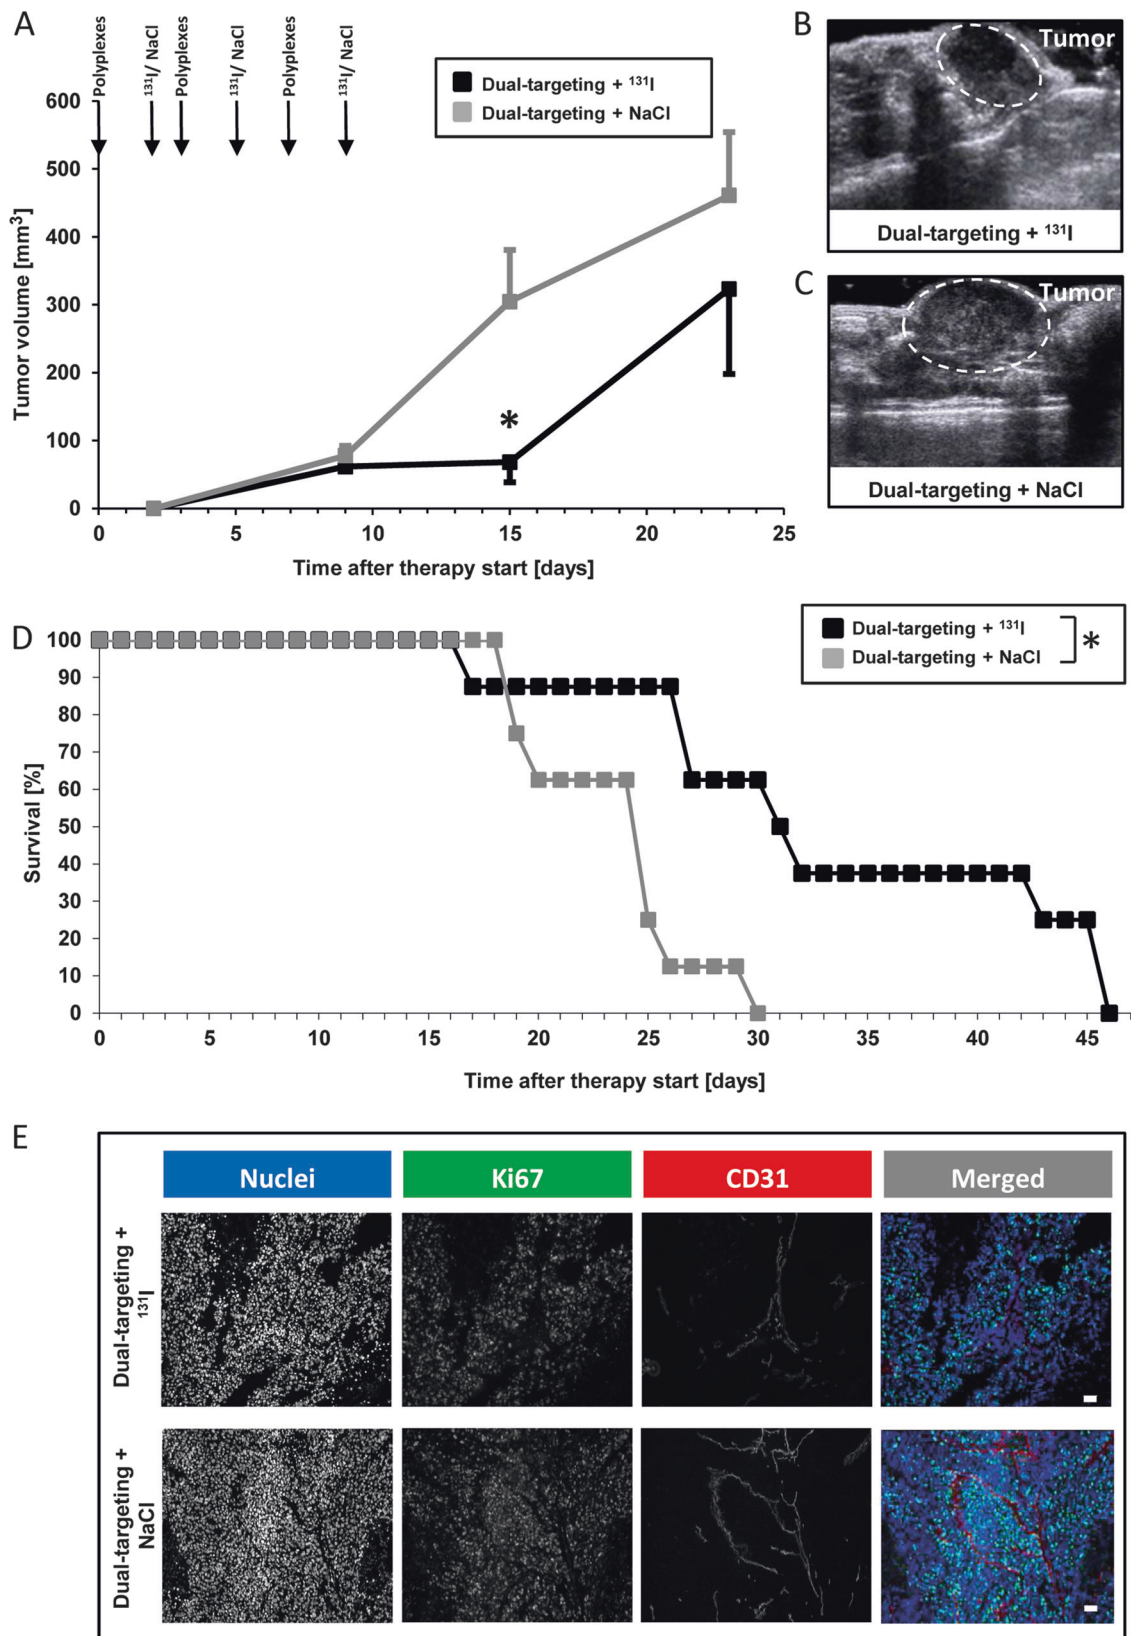 A
Polyplexes
¹³¹I/ NaCl
Polyplexes
¹³¹I/ NaCl
Polyplexes
¹³¹I/ NaCl
Dual-targeting + ¹³¹I
Dual-targeting + NaCl
600
500
400
300
200
100
0
Tumor volume [mm³]
*
0 5 10 15 20 25
Time after therapy start [days]
B
Tumor
Dual-targeting + ¹³¹I
C
Tumor
Dual-targeting + NaCl
D
Dual-targeting + ¹³¹I
Dual-targeting + NaCl
*
100
90
80
70
60
50
40
30
20
10
0
Survival [%]
0 5 10 15 20 25 30 35 40 45
Time after therapy start [days]
E
Nuclei Ki67 CD31 Merged
Dual-targeting +
¹³¹I
Dual-targeting +
NaCl